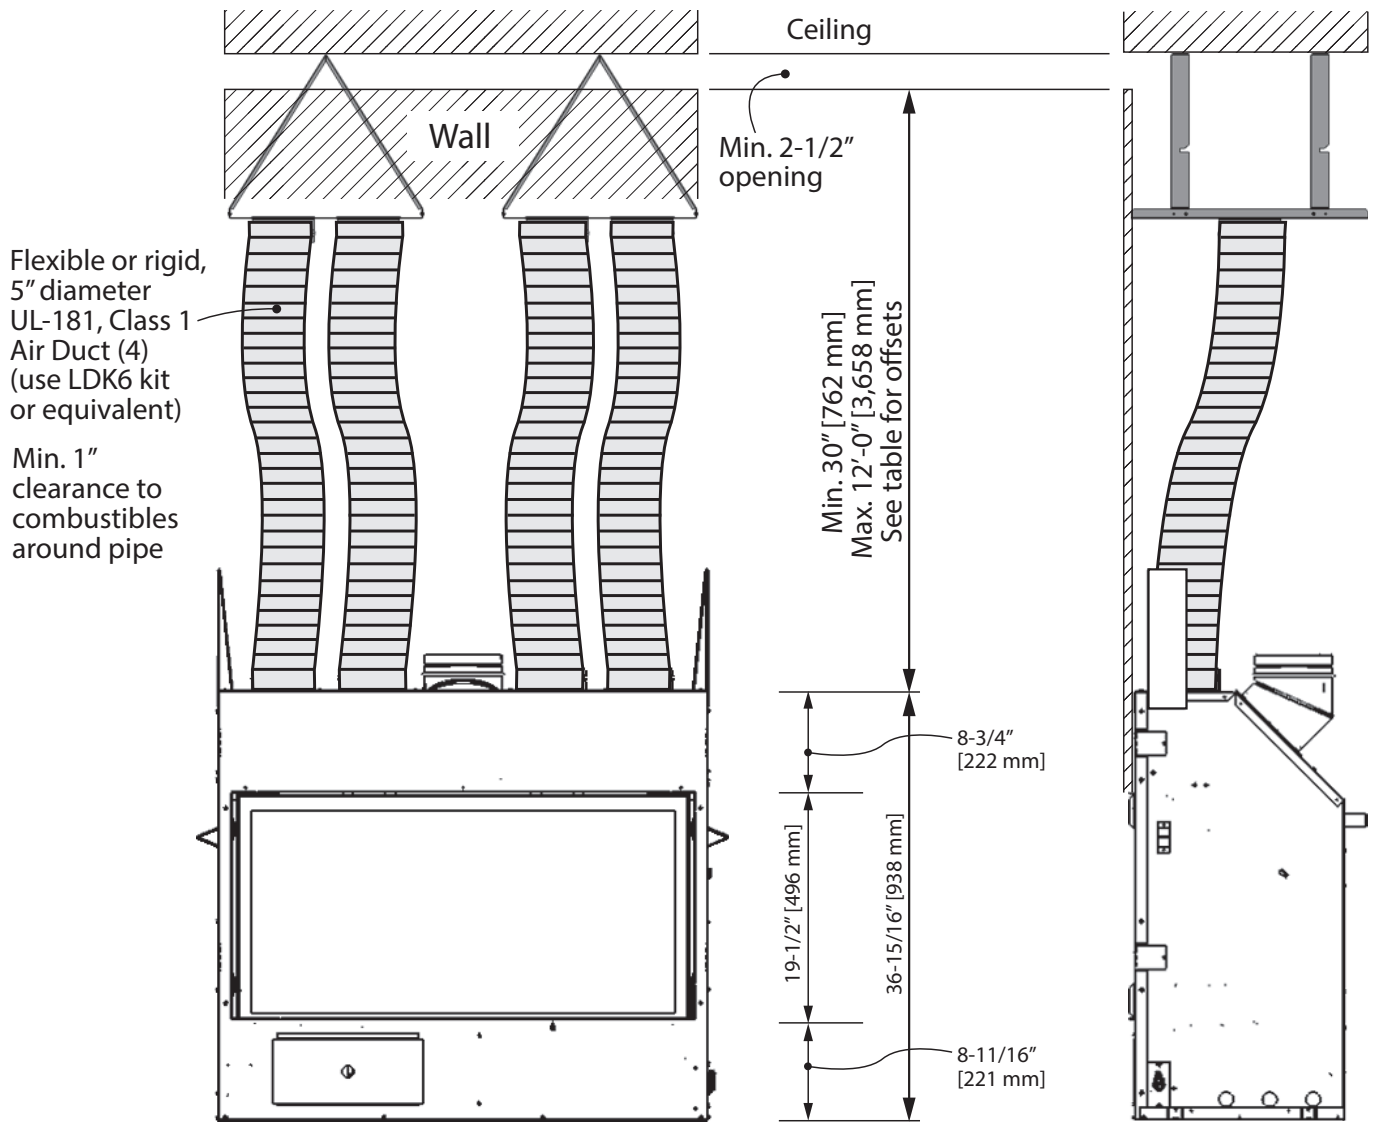 Ceiling
Wall
Min. 2-1/2”
opening
Flexible or rigid,
5” diameter
UL-181, Class 1
Air Duct (4)
(use LDK6 kit
or equivalent)
Min. 1”
clearance to
combustibles
around pipe
Min. 30” [762 mm]
Max. 12’-0” [3,658 mm]
See table for offsets
8-3/4”
[222 mm]
19-1/2” [496 mm]
36-15/16” [938 mm]
8-11/16”
[221 mm]